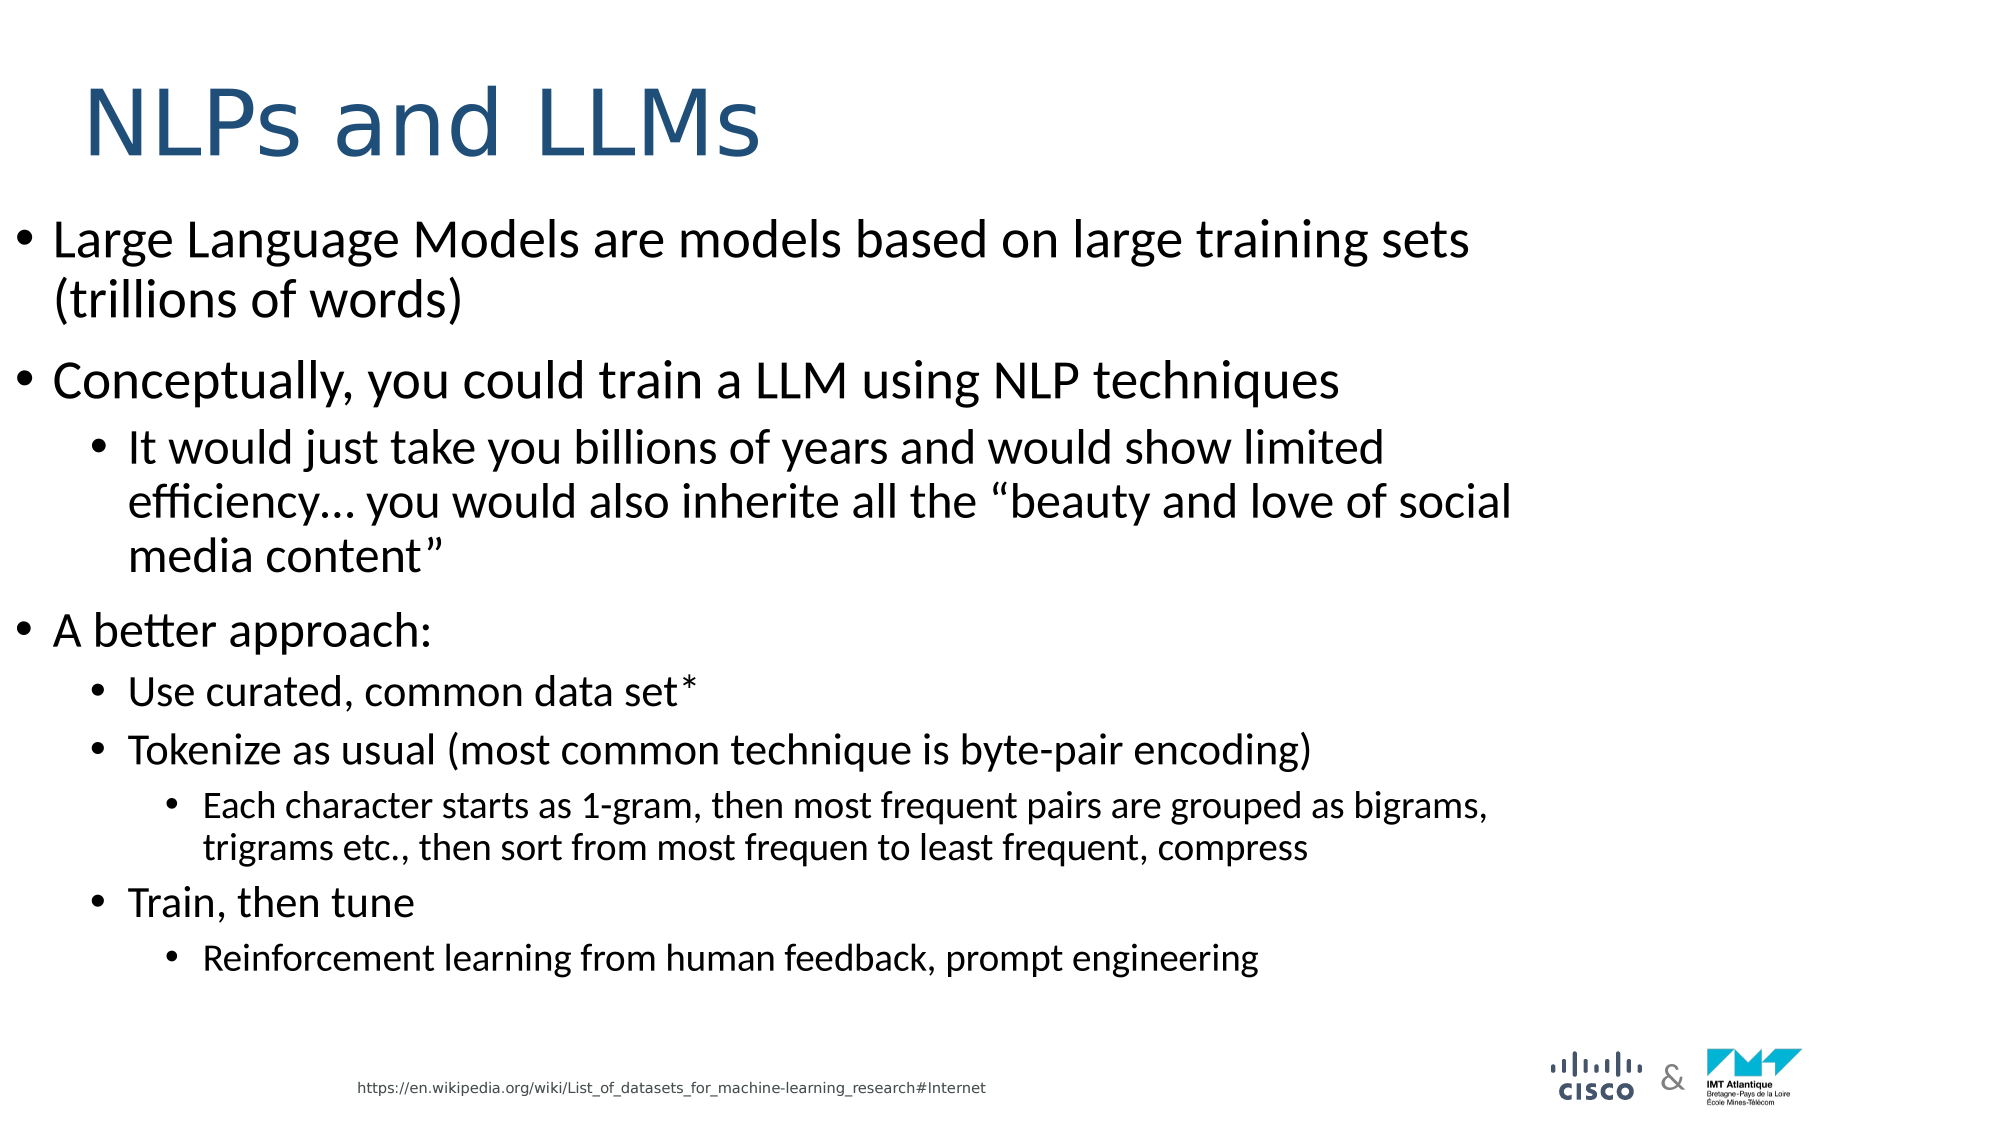 NLPs and LLMs
• Large Language Models are models based on large training sets
(trillions of words)
• Conceptually, you could train a LLM using NLP techniques
• It would just take you billions of years and would show limited
efficiency… you would also inherite all the “beauty and love of social
media content”
• A better approach:
• Use curated, common data set*
• Tokenize as usual (most common technique is byte-pair encoding)
• Each character starts as 1-gram, then most frequent pairs are grouped as bigrams,
trigrams etc., then sort from most frequen to least frequent, compress
• Train, then tune
• Reinforcement learning from human feedback, prompt engineering
https://en.wikipedia.org/wiki/List_of_datasets_for_machine-learning_research#Internet
CISCO
&
IMT Atlantique
Bretagne-Pays de la Loire
École Mines-Télécom